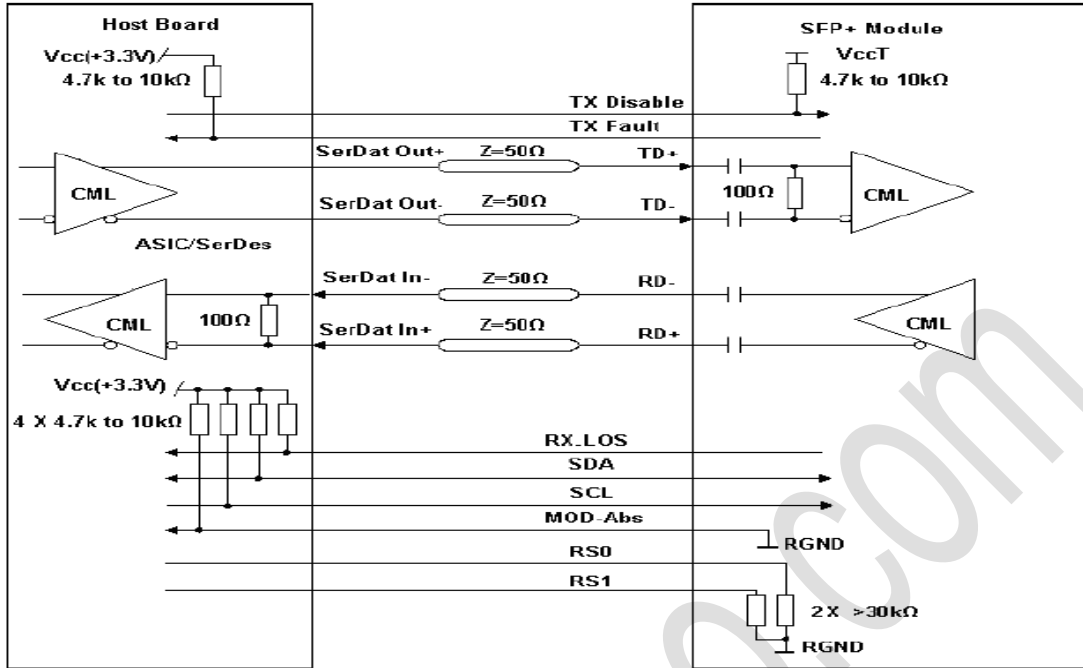 Host Board
SFP+ Module
Vcc(+3.3V)
4.7k to 10kΩ
VccT
4.7k to 10kΩ
TX Disable
TX Fault
SerDat Out+
Z=50Ω
TD+
CML
100Ω
CML
SerDat Out-
Z=50Ω
TD-
ASIC/SerDes
SerDat In-
Z=50Ω
RD-
CML
100Ω
CML
SerDat In+
Z=50Ω
RD+
Vcc(+3.3V)
4 X 4.7k to 10kΩ
RX-LOS
SDA
SCL
MOD-Abs
RGND
RS0
RS1
2X >30kΩ
RGND
.com